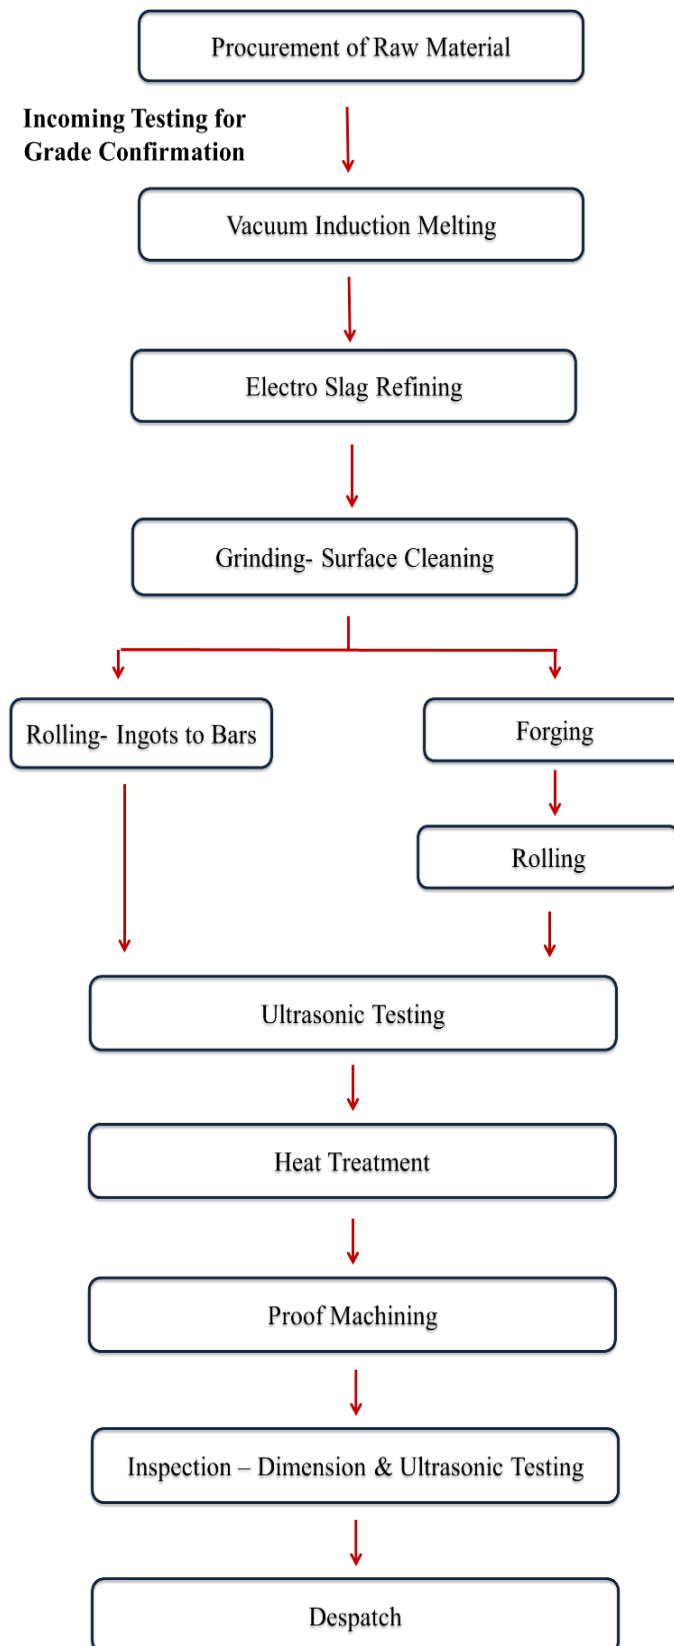 Procurement of Raw Material
Incoming Testing for
Grade Confirmation
Vacuum Induction Melting
Electro Slag Refining
Grinding- Surface Cleaning
Rolling- Ingots to Bars
Forging
Rolling
Ultrasonic Testing
Heat Treatment
Proof Machining
Inspection – Dimension & Ultrasonic Testing
Despatch